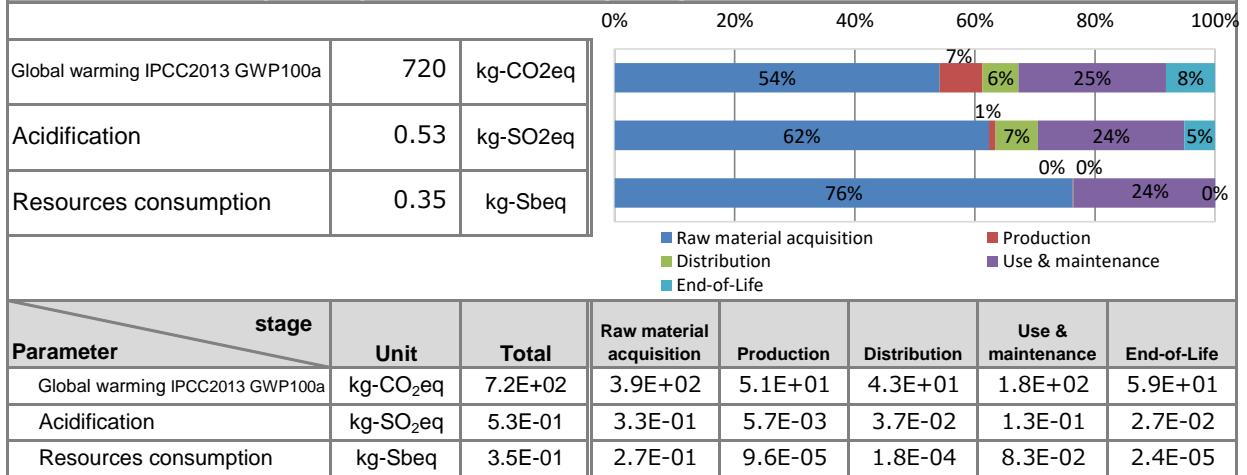 0% 20% 40% 60% 80% 100%
Global warming IPCC2013 GWP100a 720 kg-CO2eq
7%
54% 6% 25% 8%
Acidification 0.53 kg-SO2eq
1%
62% 7% 24% 5%
Resources consumption 0.35 kg-Sbeq
0% 0%
76% 24% 0%
Raw material acquisition Production
Distribution Use & maintenance
End-of-Life
stage
Parameter Unit Total Raw material acquisition Production Distribution Use & maintenance End-of-Life
Global warming IPCC2013 GWP100a kg-CO₂eq 7.2E+02 3.9E+02 5.1E+01 4.3E+01 1.8E+02 5.9E+01
Acidification kg-SO₂eq 5.3E-01 3.3E-01 5.7E-03 3.7E-02 1.3E-01 2.7E-02
Resources consumption kg-Sbeq 3.5E-01 2.7E-01 9.6E-05 1.8E-04 8.3E-02 2.4E-05